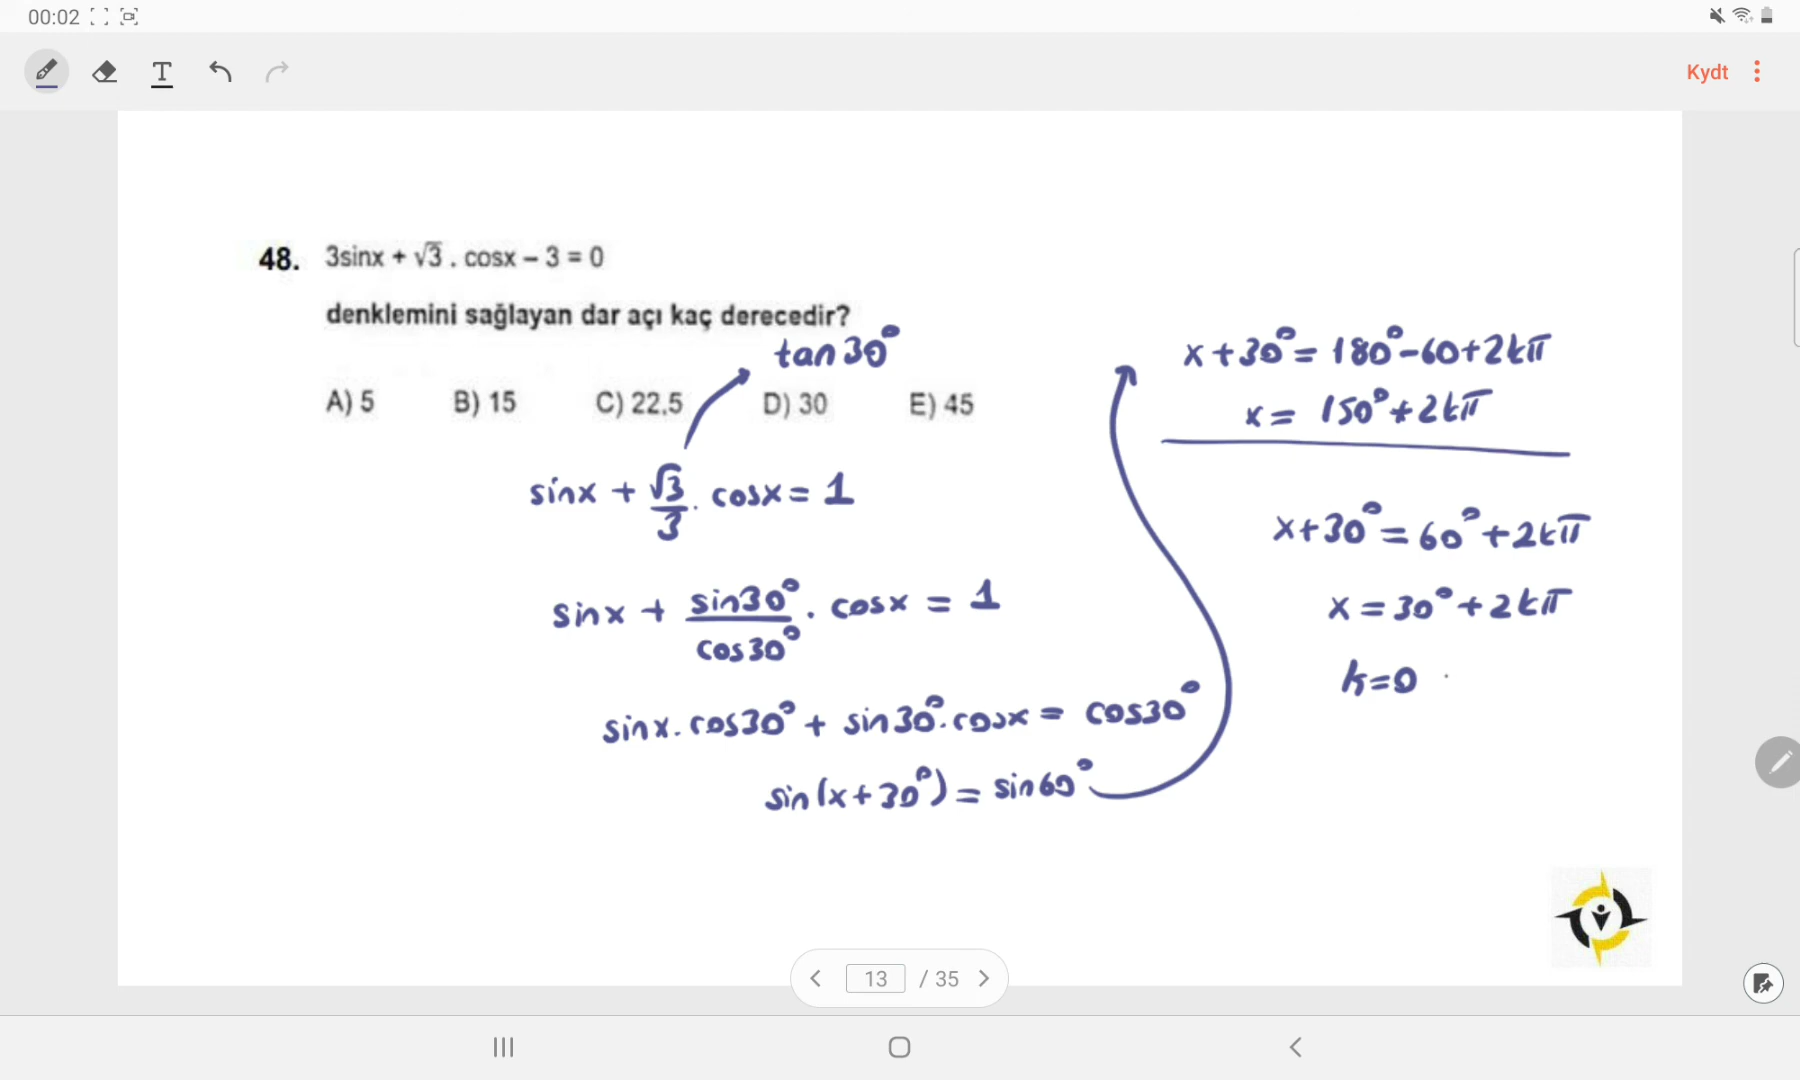 00:02
T
Kydt
48. 3sinx + √3 . cosx – 3 = 0
denklemini sağlayan dar açı kaç derecedir?
tan30°
A) 5 B) 15 C) 22,5 D) 30 E) 45
sinx + √3/3 . cosx = 1
sinx + sin30°/cos30° . cosx = 1
sinx.cos30° + sin30°.cosx = cos30°
sin(x+30°) = sin60°
x+30° = 180°-60+2kπ
x = 150°+2kπ
x+30° = 60°+2kπ
x = 30°+2kπ
k=0
13 / 35